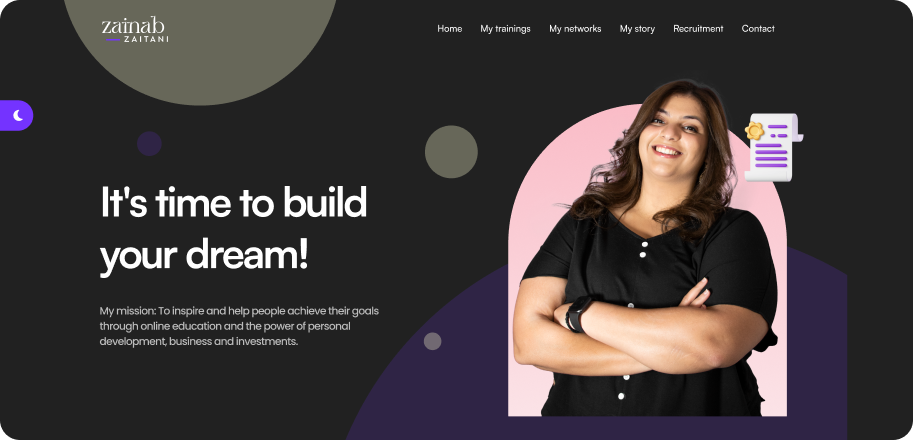 zainab
ZAITANI
Home My trainings My networks My story Recruitment Contact
It's time to build
your dream!
My mission: To inspire and help people achieve their goals
through online education and the power of personal
development, business and investments.